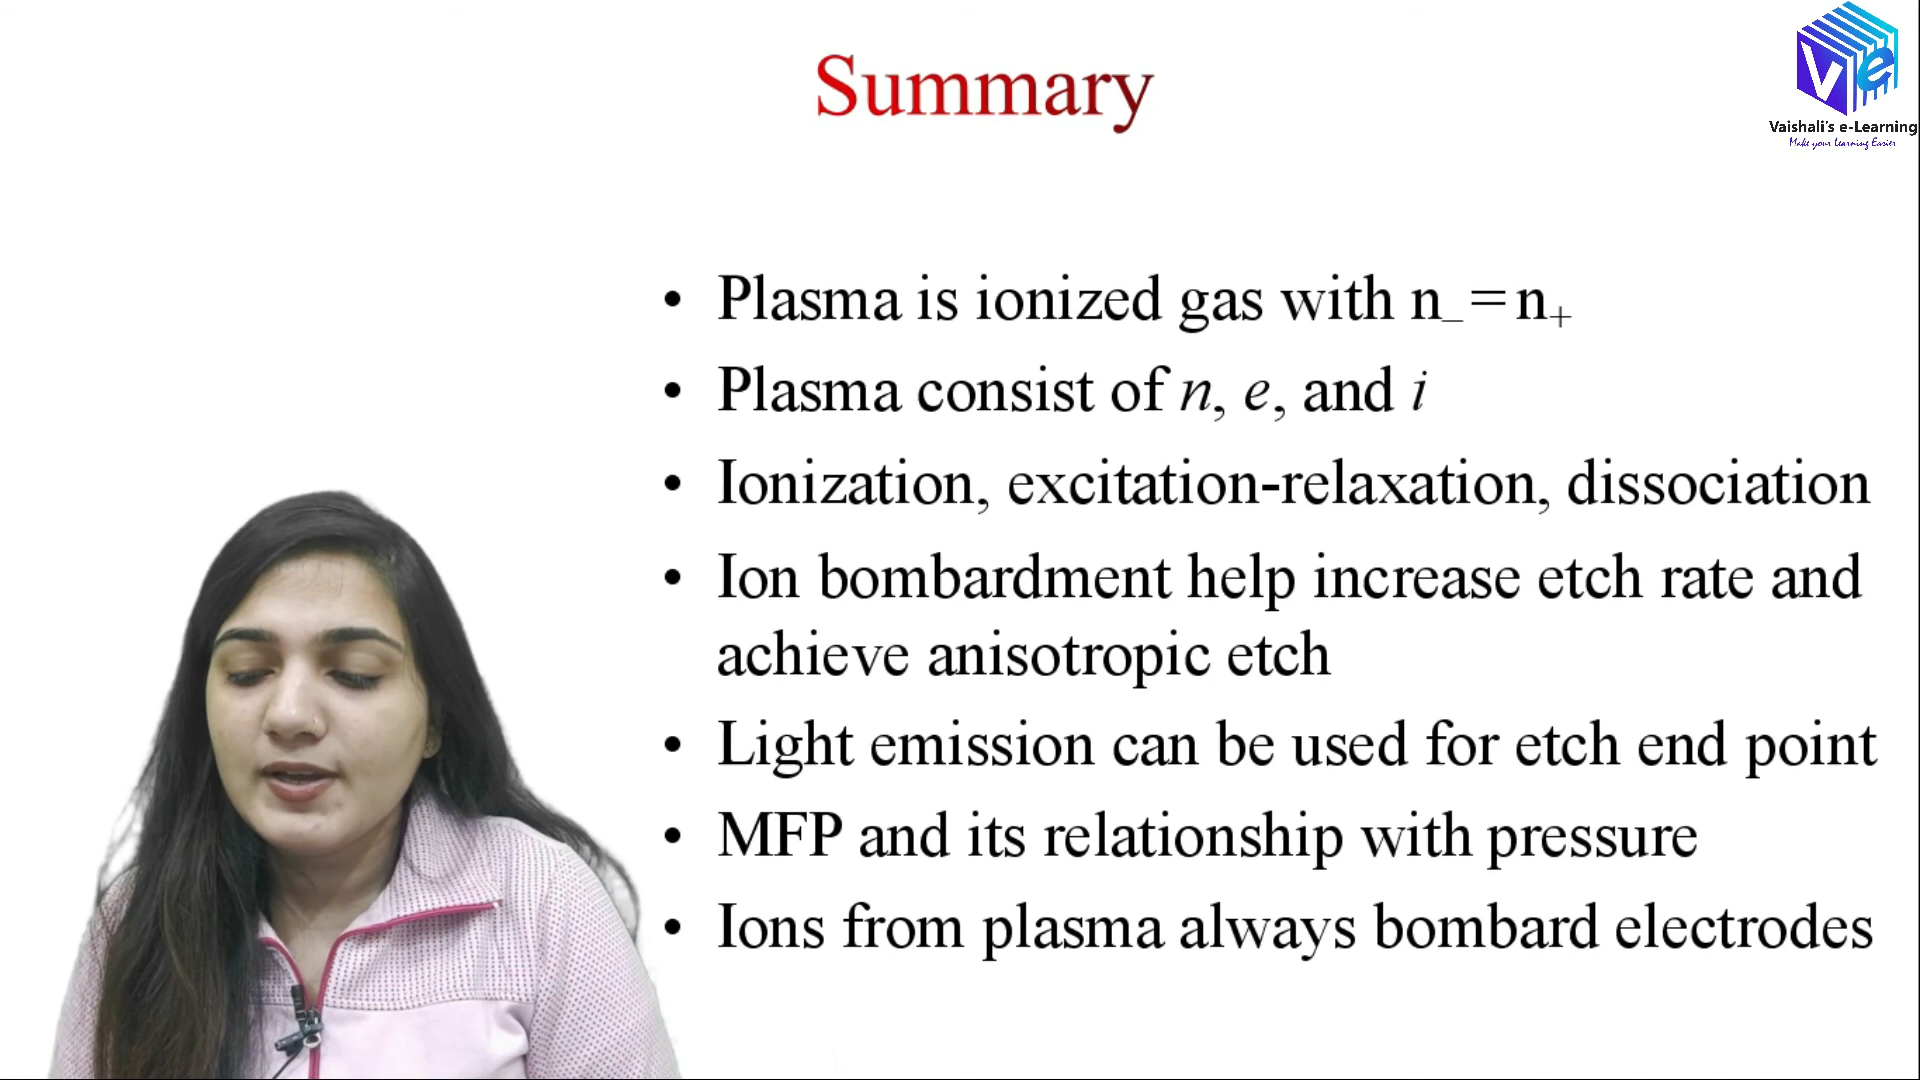 Summary
Vaishali's e-Learning
Make your Learning Easier
• Plasma is ionized gas with n₋ = n₊
• Plasma consist of n, e, and i
• Ionization, excitation-relaxation, dissociation
• Ion bombardment help increase etch rate and
achieve anisotropic etch
• Light emission can be used for etch end point
• MFP and its relationship with pressure
• Ions from plasma always bombard electrodes